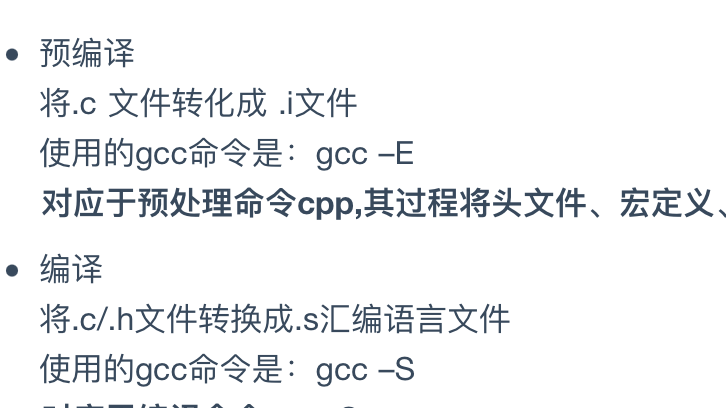 • 预编译
将.c 文件转化成 .i文件
使用的gcc命令是：gcc –E
对应于预处理命令cpp,其过程将头文件、宏定义、
• 编译
将.c/.h文件转换成.s汇编语言文件
使用的gcc命令是：gcc –S